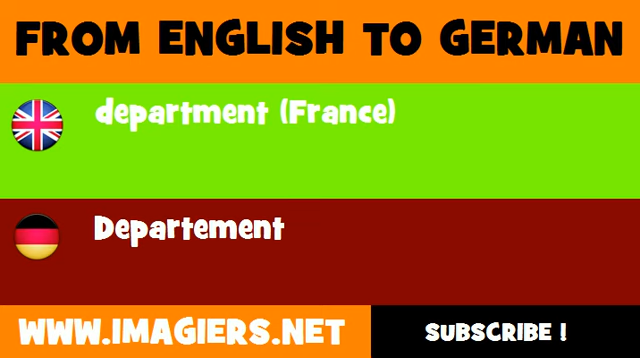 FROM ENGLISH TO GERMAN
department (France)
Departement
WWW.IMAGIERS.NET
SUBSCRIBE !